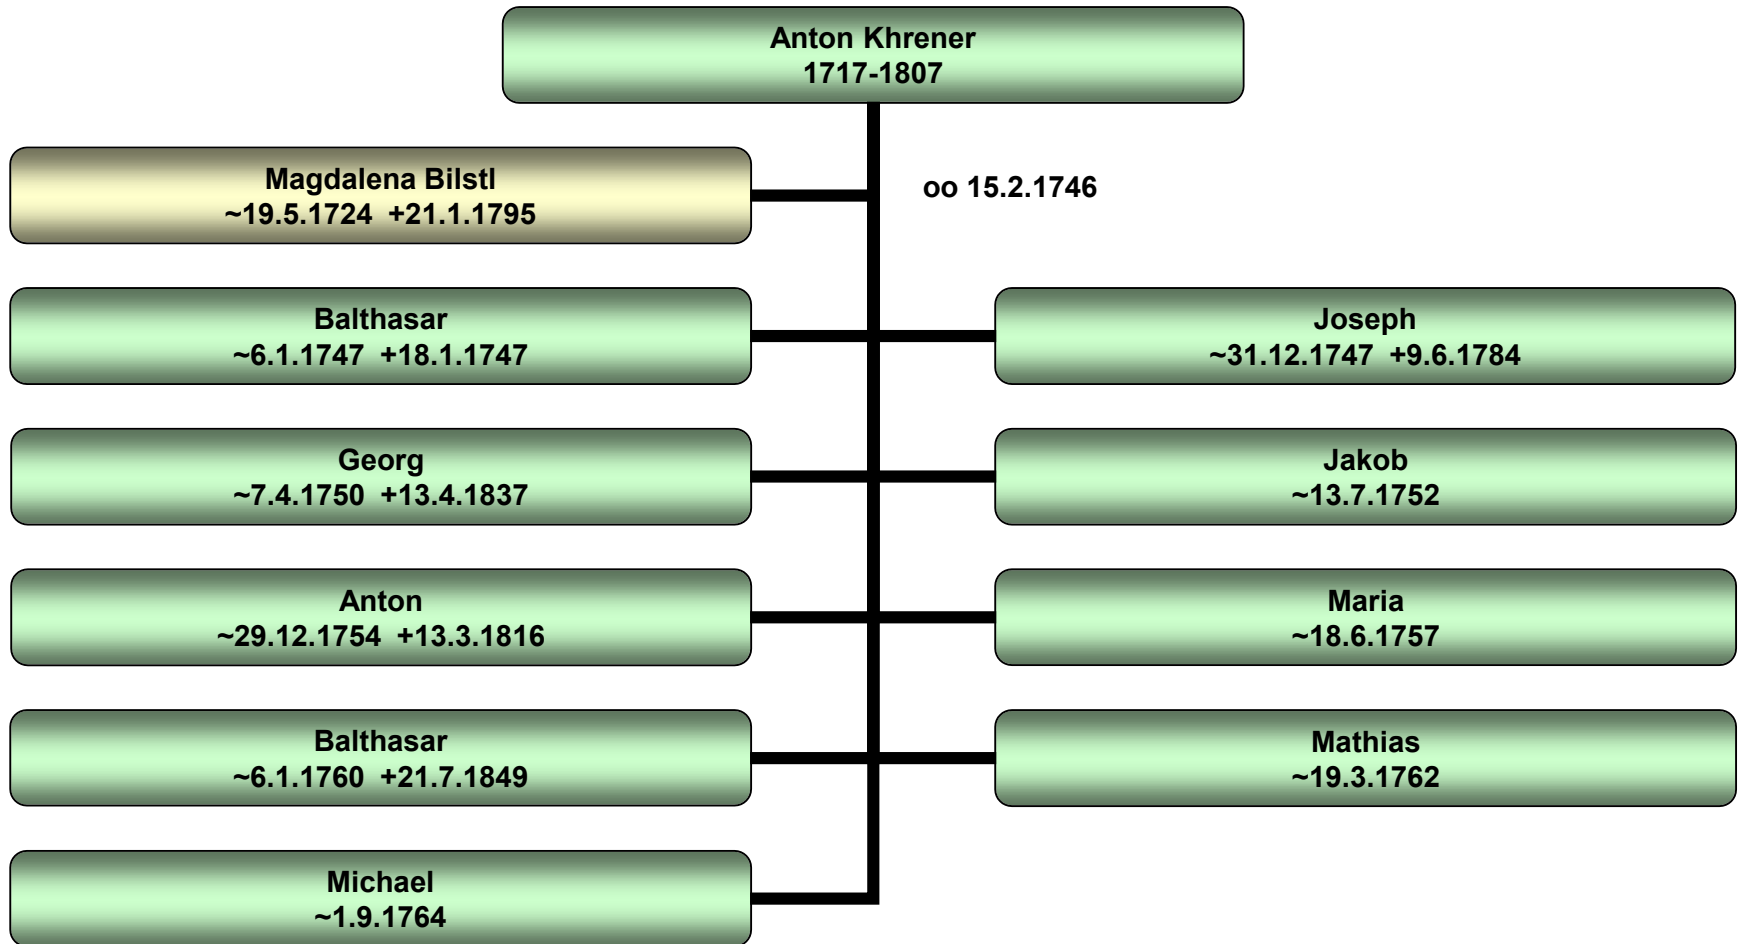 Anton Khrener
1717-1807
Magdalena Bilstl
~19.5.1724  +21.1.1795
oo 15.2.1746
Balthasar
~6.1.1747  +18.1.1747
Joseph
~31.12.1747  +9.6.1784
Georg
~7.4.1750  +13.4.1837
Jakob
~13.7.1752
Anton
~29.12.1754  +13.3.1816
Maria
~18.6.1757
Balthasar
~6.1.1760  +21.7.1849
Mathias
~19.3.1762
Michael
~1.9.1764